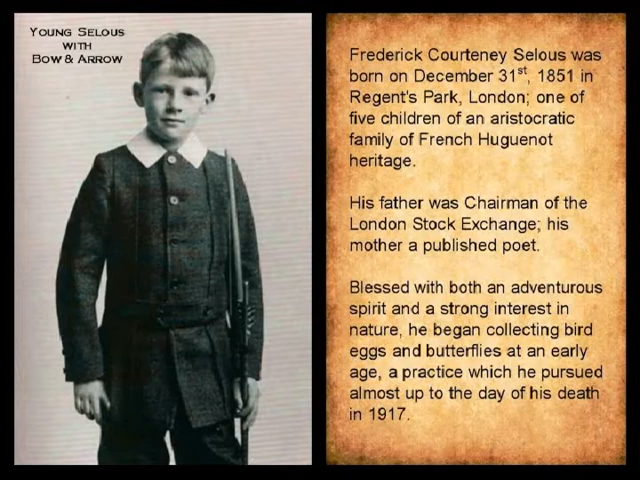 Young Selous
with
Bow & Arrow
Frederick Courteney Selous was
born on December 31st, 1851 in
Regent's Park, London; one of
five children of an aristocratic
family of French Huguenot
heritage.
His father was Chairman of the
London Stock Exchange; his
mother a published poet.
Blessed with both an adventurous
spirit and a strong interest in
nature, he began collecting bird
eggs and butterflies at an early
age, a practice which he pursued
almost up to the day of his death
in 1917.